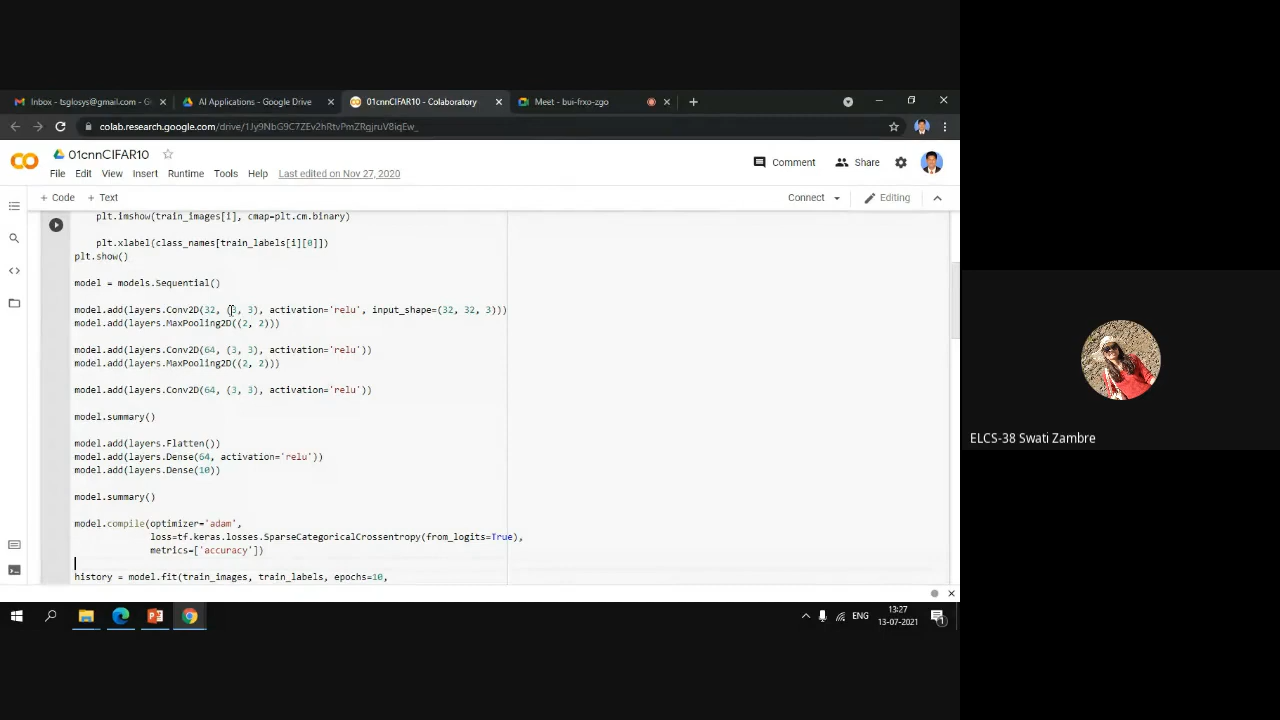 Inbox - tsglosys@gmail.com - G
AI Applications - Google Drive
01cnnCIFAR10 - Colaboratory
Meet - bui-frxo-zgo
colab.research.google.com/drive/1Jy9NbG9C7ZEv2hRtvPmZRgjruV8iqEw_
01cnnCIFAR10
Comment
Share
File Edit View Insert Runtime Tools Help Last edited on Nov 27, 2020
+ Code + Text
Connect
Editing
plt.imshow(train_images[i], cmap=plt.cm.binary)
plt.xlabel(class_names[train_labels[i][0]])
plt.show()
model = models.Sequential()
model.add(layers.Conv2D(32, (3, 3), activation='relu', input_shape=(32, 32, 3)))
model.add(layers.MaxPooling2D((2, 2)))
model.add(layers.Conv2D(64, (3, 3), activation='relu'))
model.add(layers.MaxPooling2D((2, 2)))
model.add(layers.Conv2D(64, (3, 3), activation='relu'))
model.summary()
model.add(layers.Flatten())
model.add(layers.Dense(64, activation='relu'))
model.add(layers.Dense(10))
model.summary()
model.compile(optimizer='adam',
loss=tf.keras.losses.SparseCategoricalCrossentropy(from_logits=True),
metrics=['accuracy'])
history = model.fit(train_images, train_labels, epochs=10,
ELCS-38 Swati Zambre
ENG
13:27
13-07-2021